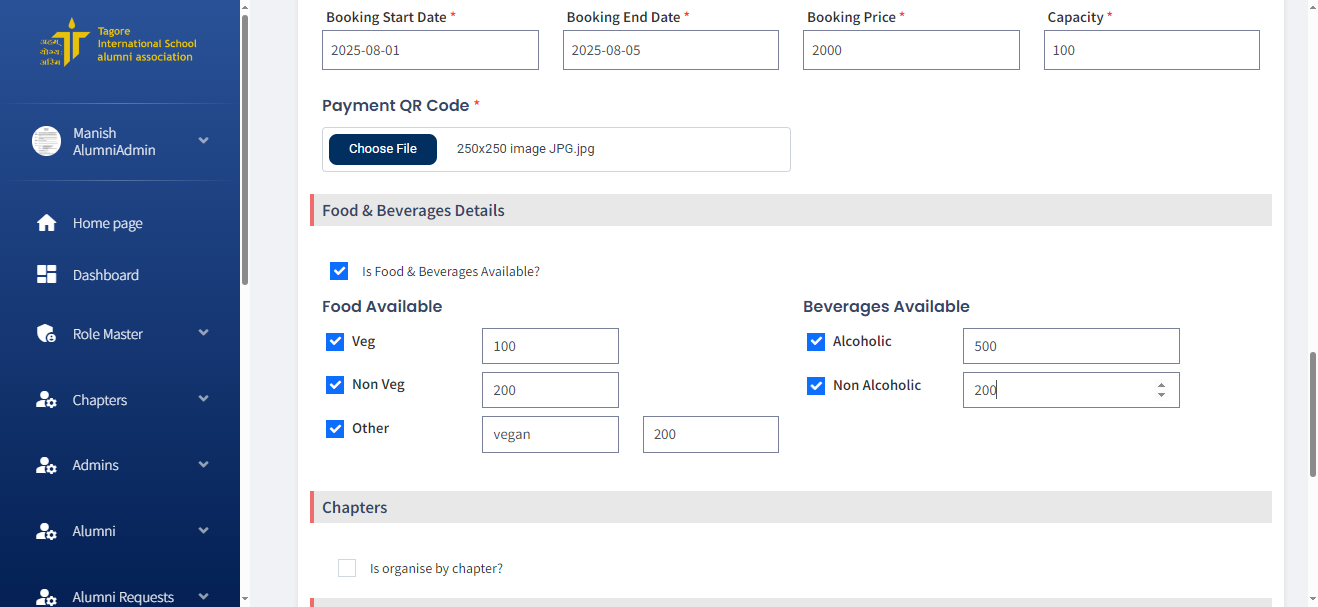 Tagore
International School
alumni association
अहम्
योग्यः
अस्मि
Manish
AlumniAdmin
Home page
Dashboard
Role Master
Chapters
Admins
Alumni
Alumni Requests
Booking Start Date *
Booking End Date *
Booking Price *
Capacity *
2025-08-01
2025-08-05
2000
100
Payment QR Code *
Choose File
250x250 image JPG.jpg
Food & Beverages Details
Is Food & Beverages Available?
Food Available
Beverages Available
Veg
100
Alcoholic
500
Non Veg
200
Non Alcoholic
200
Other
vegan
200
Chapters
Is organise by chapter?